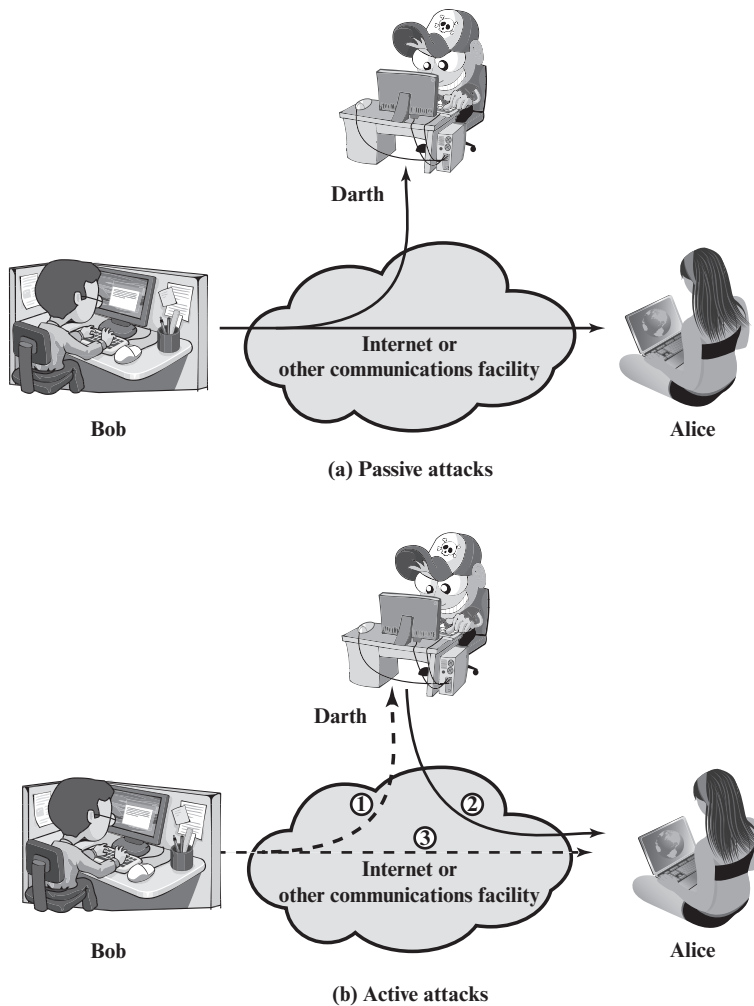 Darth
Internet or
other communications facility
Bob
Alice
(a) Passive attacks
Darth
1
2
3
Internet or
other communications facility
Bob
Alice
(b) Active attacks